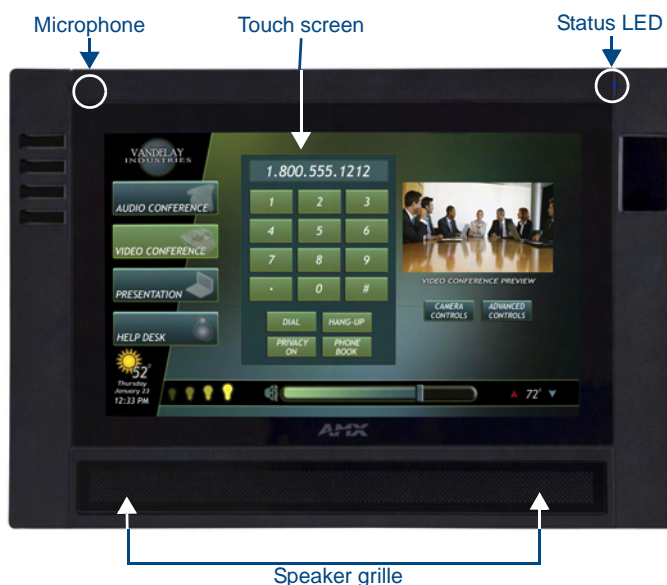 Microphone
Touch screen
Status LED
VANDELAY
INDUSTRIES
AUDIO CONFERENCE
VIDEO CONFERENCE
PRESENTATION
HELP DESK
52°
Thursday
January 23
12:33 PM
1.800.555.1212
1 2 3
4 5 6
7 8 9
· 0 #
DIAL HANG-UP
PRIVACY ON
PHONE BOOK
VIDEO CONFERENCE PREVIEW
CAMERA CONTROLS
ADVANCED CONTROLS
72°
AMX
Speaker grille